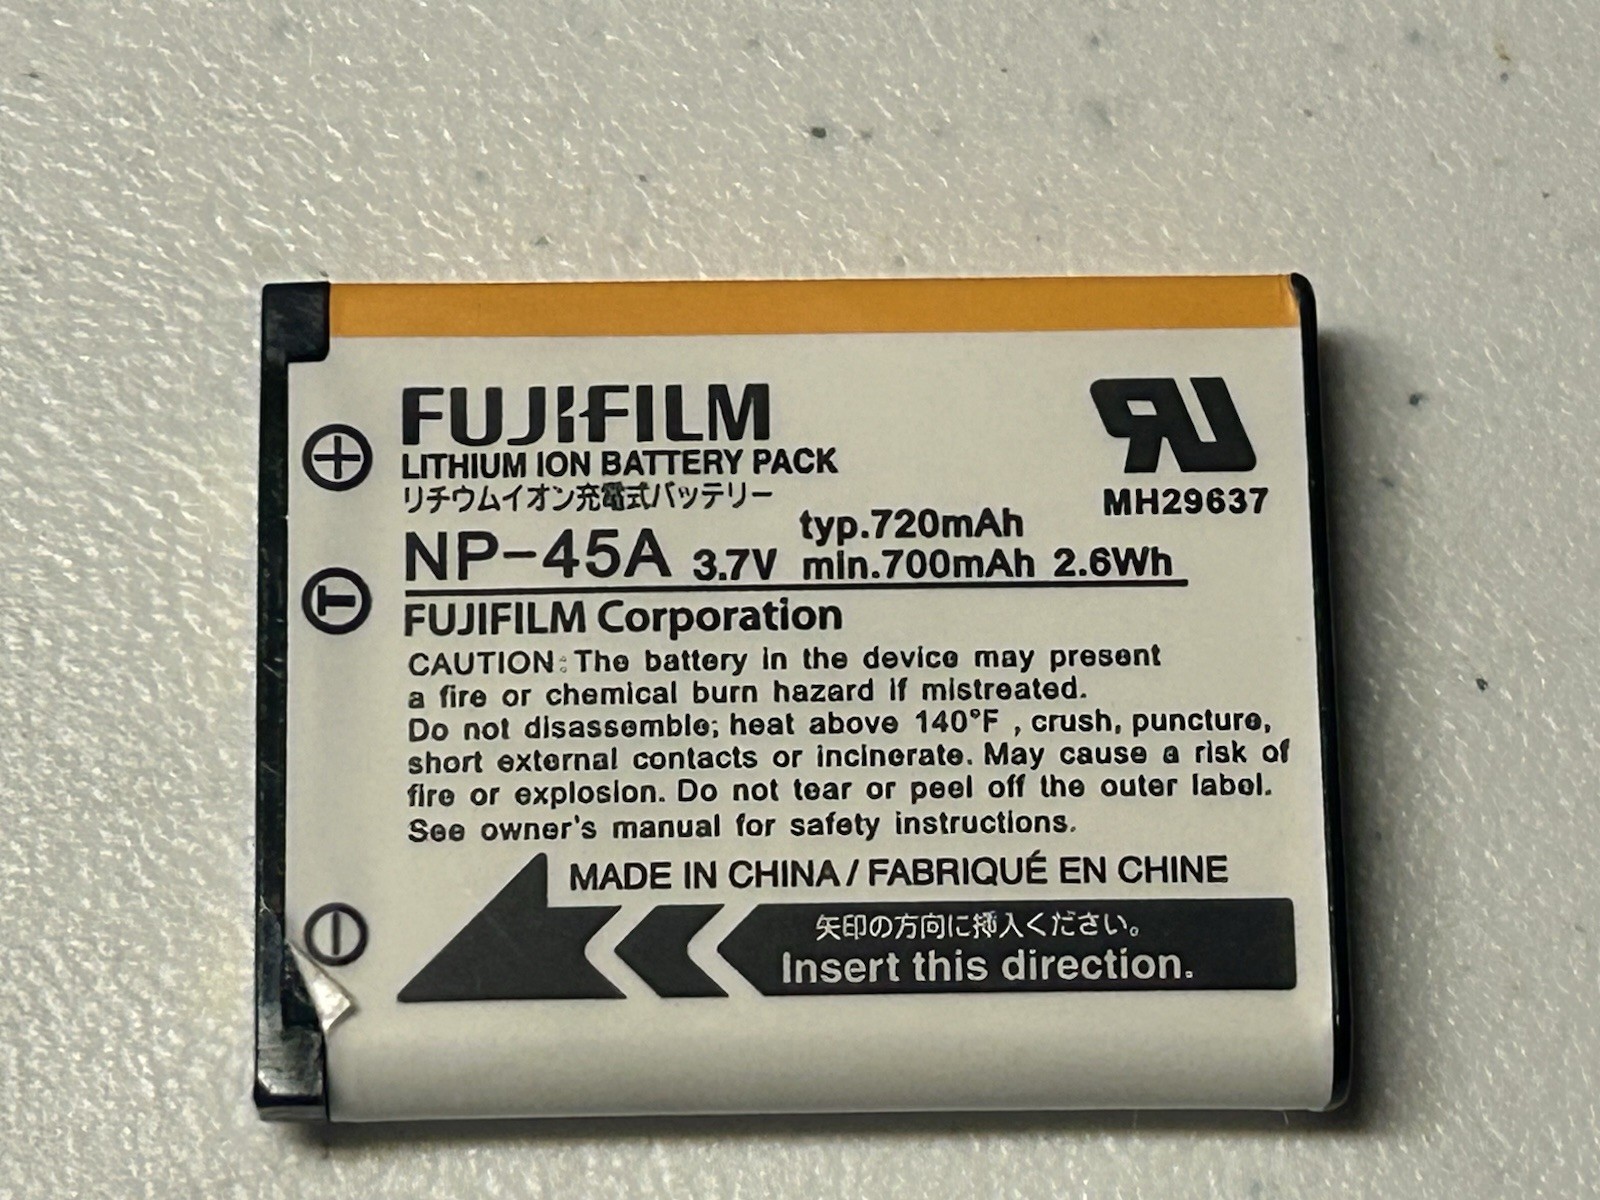 FUJIFILM
LITHIUM ION BATTERY PACK
リチウムイオン充電式バッテリー
NP-45A 3.7V typ.720mAh
min.700mAh 2.6Wh
MH29637
FUJIFILM Corporation
CAUTION: The battery in the device may present
a fire or chemical burn hazard if mistreated.
Do not disassemble; heat above 140°F , crush, puncture,
short external contacts or incinerate. May cause a risk of
fire or explosion. Do not tear or peel off the outer label.
See owner's manual for safety instructions.
MADE IN CHINA / FABRIQUÉ EN CHINE
矢印の方向に挿入ください。
Insert this direction.
+
T
−